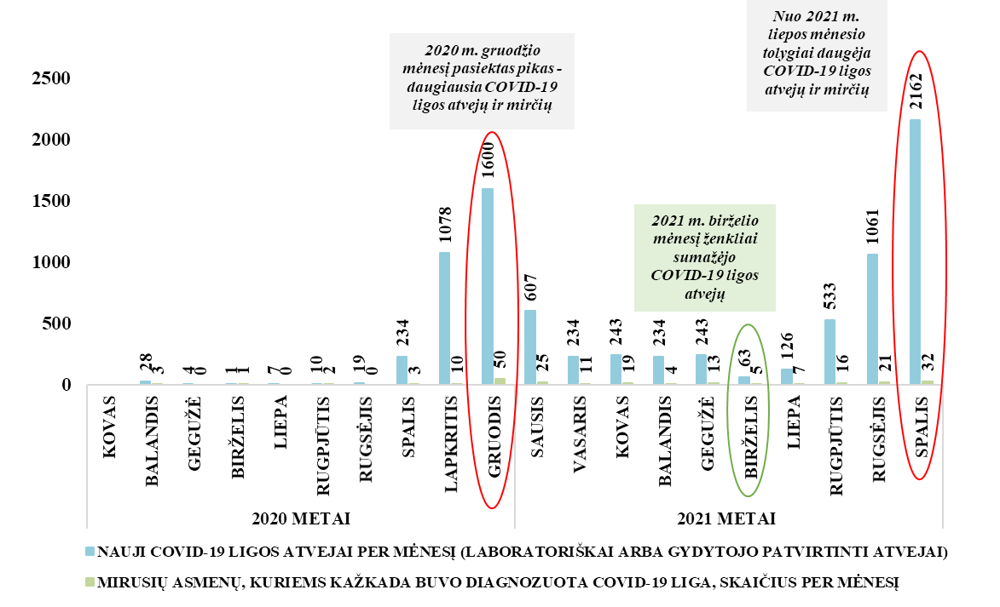 Nuo 2021 m.
liepos mėnesio
tolygiai daugėja
COVID-19 ligos
atvejų ir mirčių
2020 m. gruodžio
mėnesį pasiektas pikas -
daugiausia COVID-19
ligos atvejų ir mirčių
2021 m. birželio
mėnesį ženkliai
sumažėjo
COVID-19 ligos
atvejų
2500
2000
1500
1000
500
0
28 3
4 0
1 1
7 0
10 2
19 0
234 3
1078 10
1600 50
607 25
234 11
243 19
234 4
243 13
63 5
126 7
533 16
1061 21
2162 32
KOVAS
BALANDIS
GEGUŽĖ
BIRŽELIS
LIEPA
RUGPJŪTIS
RUGSĖJIS
SPALIS
LAPKRITIS
GRUODIS
SAUSIS
VASARIS
KOVAS
BALANDIS
GEGUŽĖ
BIRŽELIS
LIEPA
RUGPJŪTIS
RUGSĖJIS
SPALIS
2020 METAI
2021 METAI
NAUJI COVID-19 LIGOS ATVEJAI PER MĖNESĮ (LABORATORIŠKAI ARBA GYDYTOJO PATVIRTINTI ATVEJAI)
MIRUSIŲ ASMENŲ, KURIEMS KAŽKADA BUVO DIAGNOZUOTA COVID-19 LIGA, SKAIČIUS PER MĖNESĮ